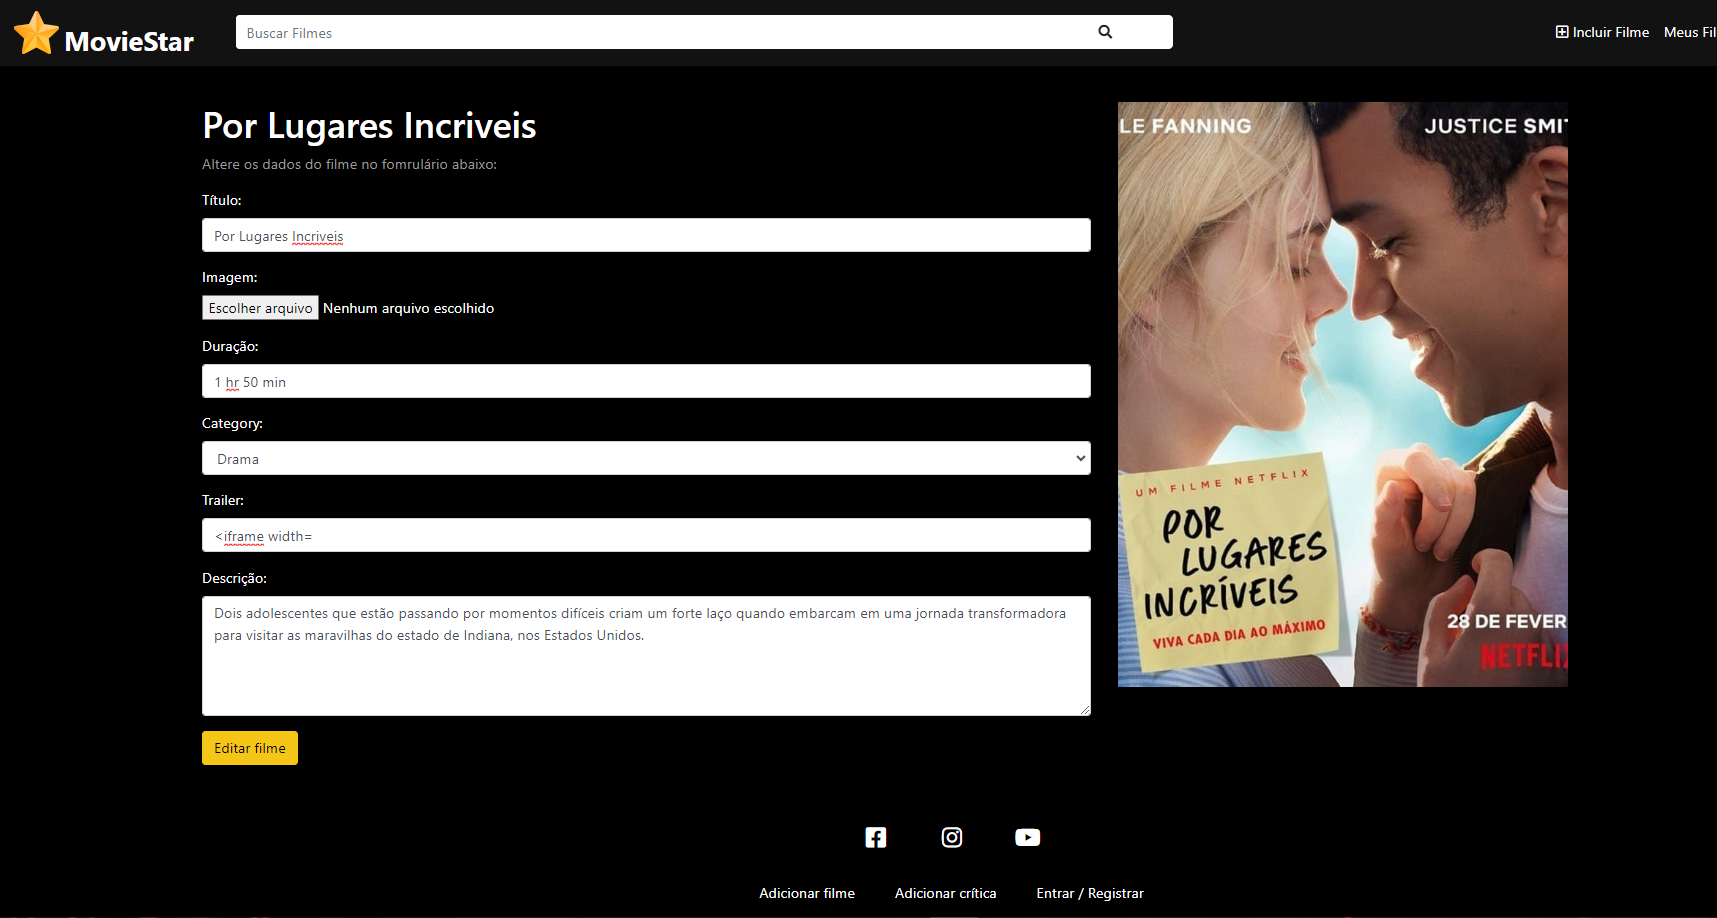 MovieStar
Buscar Filmes
Incluir Filme
Meus Fil
Por Lugares Incriveis
Altere os dados do filme no fomrulário abaixo:
Título:
Por Lugares Incriveis
Imagem:
Escolher arquivo Nenhum arquivo escolhido
Duração:
1 hr 50 min
Category:
Drama
Trailer:
<iframe width=
Descrição:
Dois adolescentes que estão passando por momentos difíceis criam um forte laço quando embarcam em uma jornada transformadora
para visitar as maravilhas do estado de Indiana, nos Estados Unidos.
Editar filme
LE FANNING
JUSTICE SMIT
UM FILME NETFLIX
POR
LUGARES
INCRÍVEIS
VIVA CADA DIA AO MÁXIMO
28 DE FEVER
NETFLIX
Adicionar filme
Adicionar crítica
Entrar / Registrar